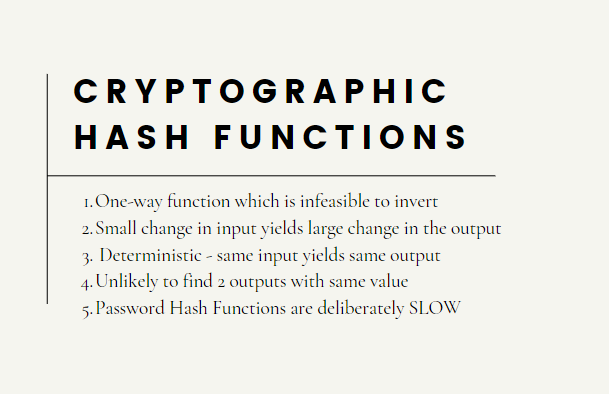 CRYPTOGRAPHIC
HASH FUNCTIONS
1. One-way function which is infeasible to invert
2. Small change in input yields large change in the output
3. Deterministic - same input yields same output
4. Unlikely to find 2 outputs with same value
5. Password Hash Functions are deliberately SLOW